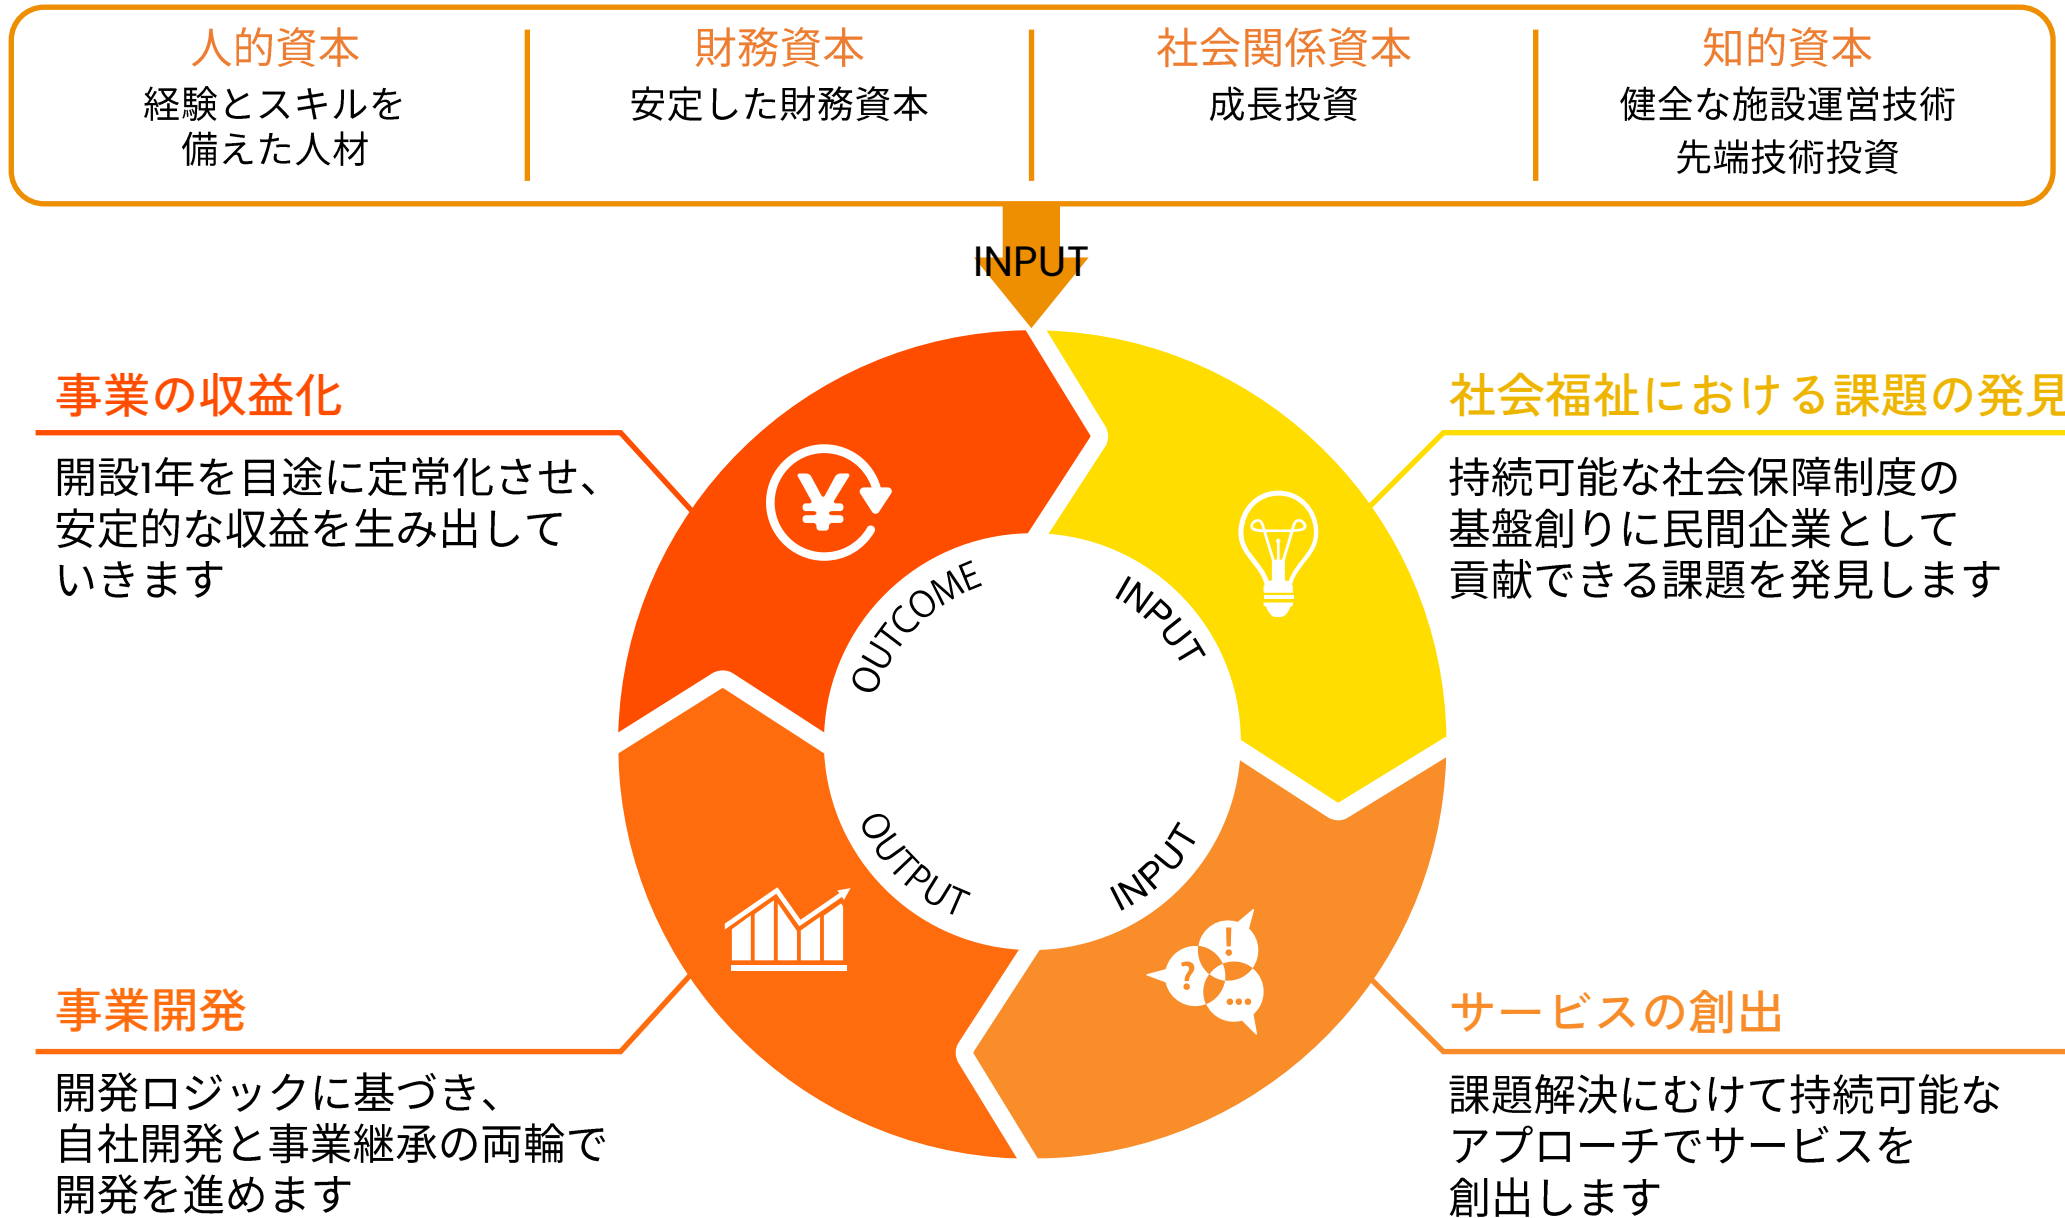 人的資本
経験とスキルを
備えた人材
財務資本
安定した財務資本
社会関係資本
成長投資
知的資本
健全な施設運営技術
先端技術投資
INPUT
事業の収益化
開設1年を目途に定常化させ、
安定的な収益を生み出して
いきます
社会福祉における課題の発見
持続可能な社会保障制度の
基盤創りに民間企業として
貢献できる課題を発見します
¥
OUTCOME
INPUT
OUTPUT
INPUT
!
?
...
事業開発
開発ロジックに基づき、
自社開発と事業継承の両輪で
開発を進めます
サービスの創出
課題解決にむけて持続可能な
アプローチでサービスを
創出します